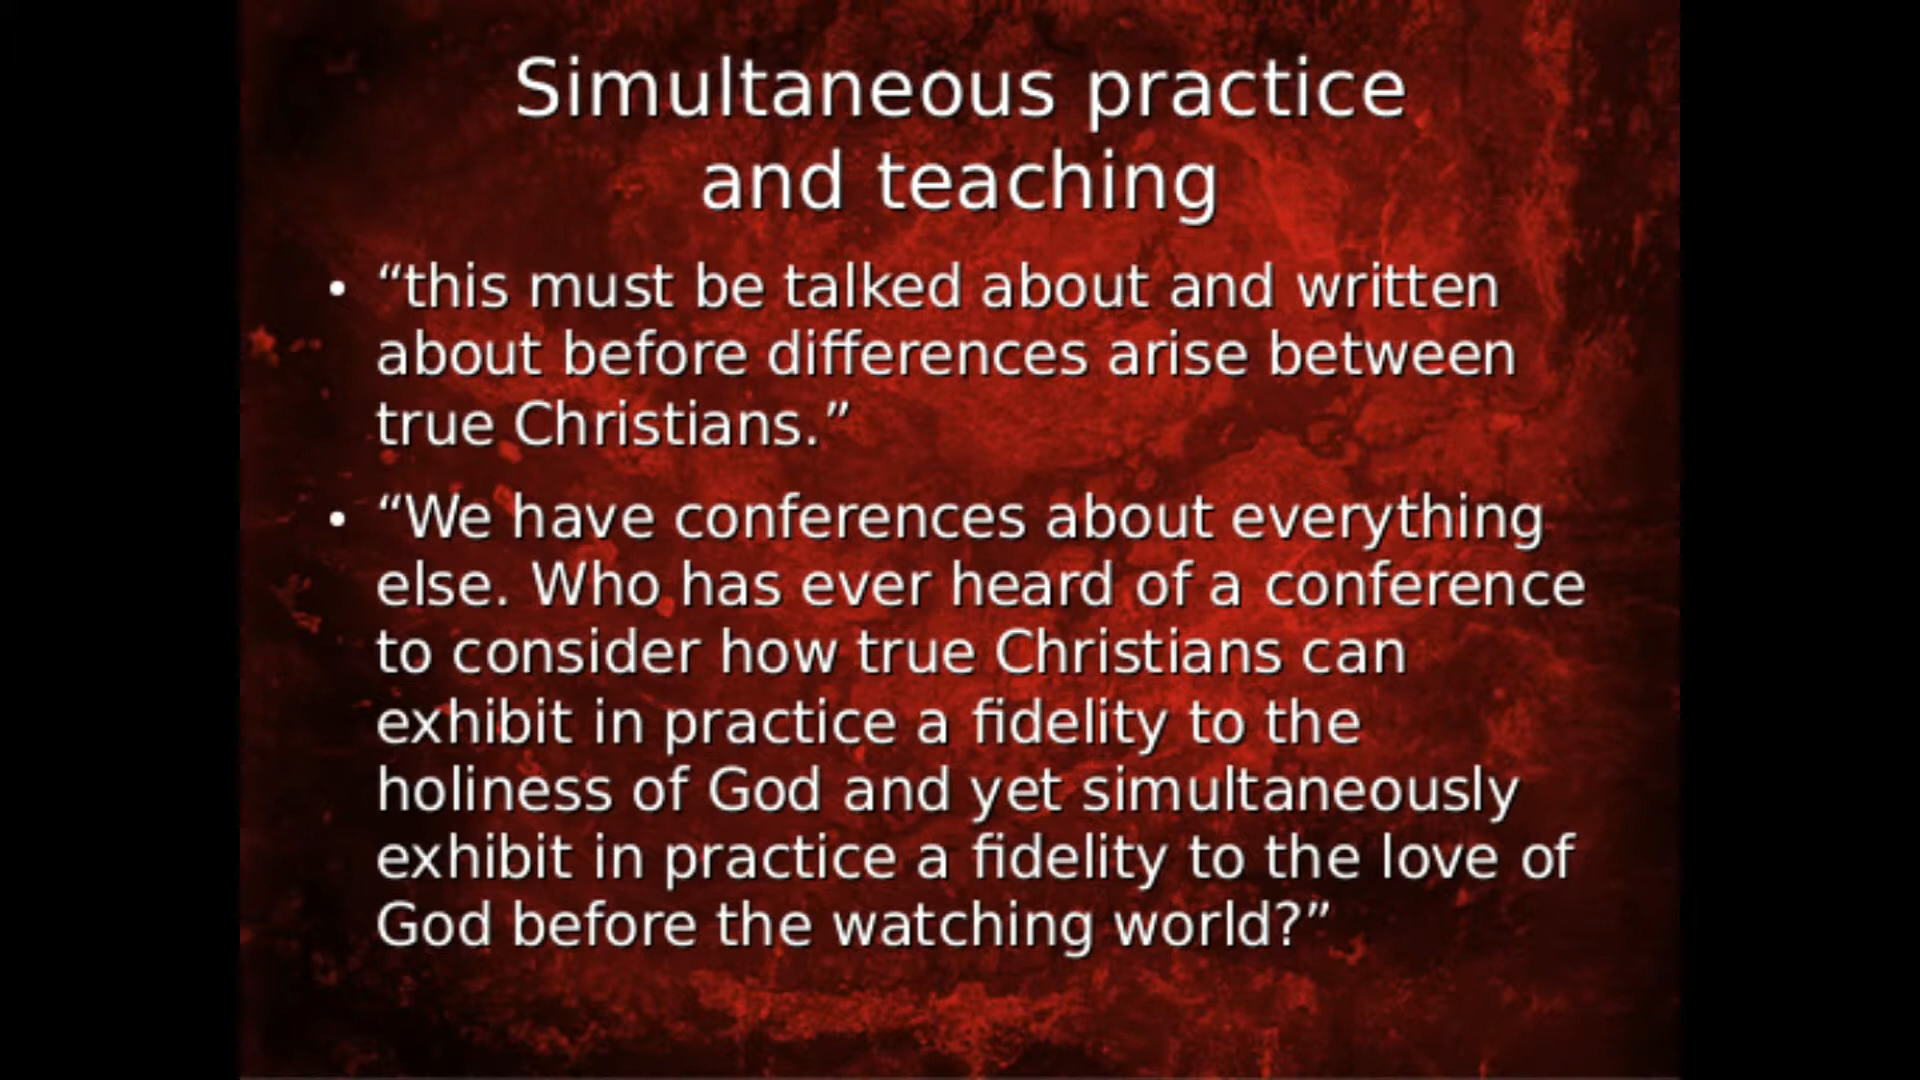 Simultaneous practice
and teaching
• “this must be talked about and written
about before differences arise between
true Christians.”
• “We have conferences about everything
else. Who has ever heard of a conference
to consider how true Christians can
exhibit in practice a fidelity to the
holiness of God and yet simultaneously
exhibit in practice a fidelity to the love of
God before the watching world?”